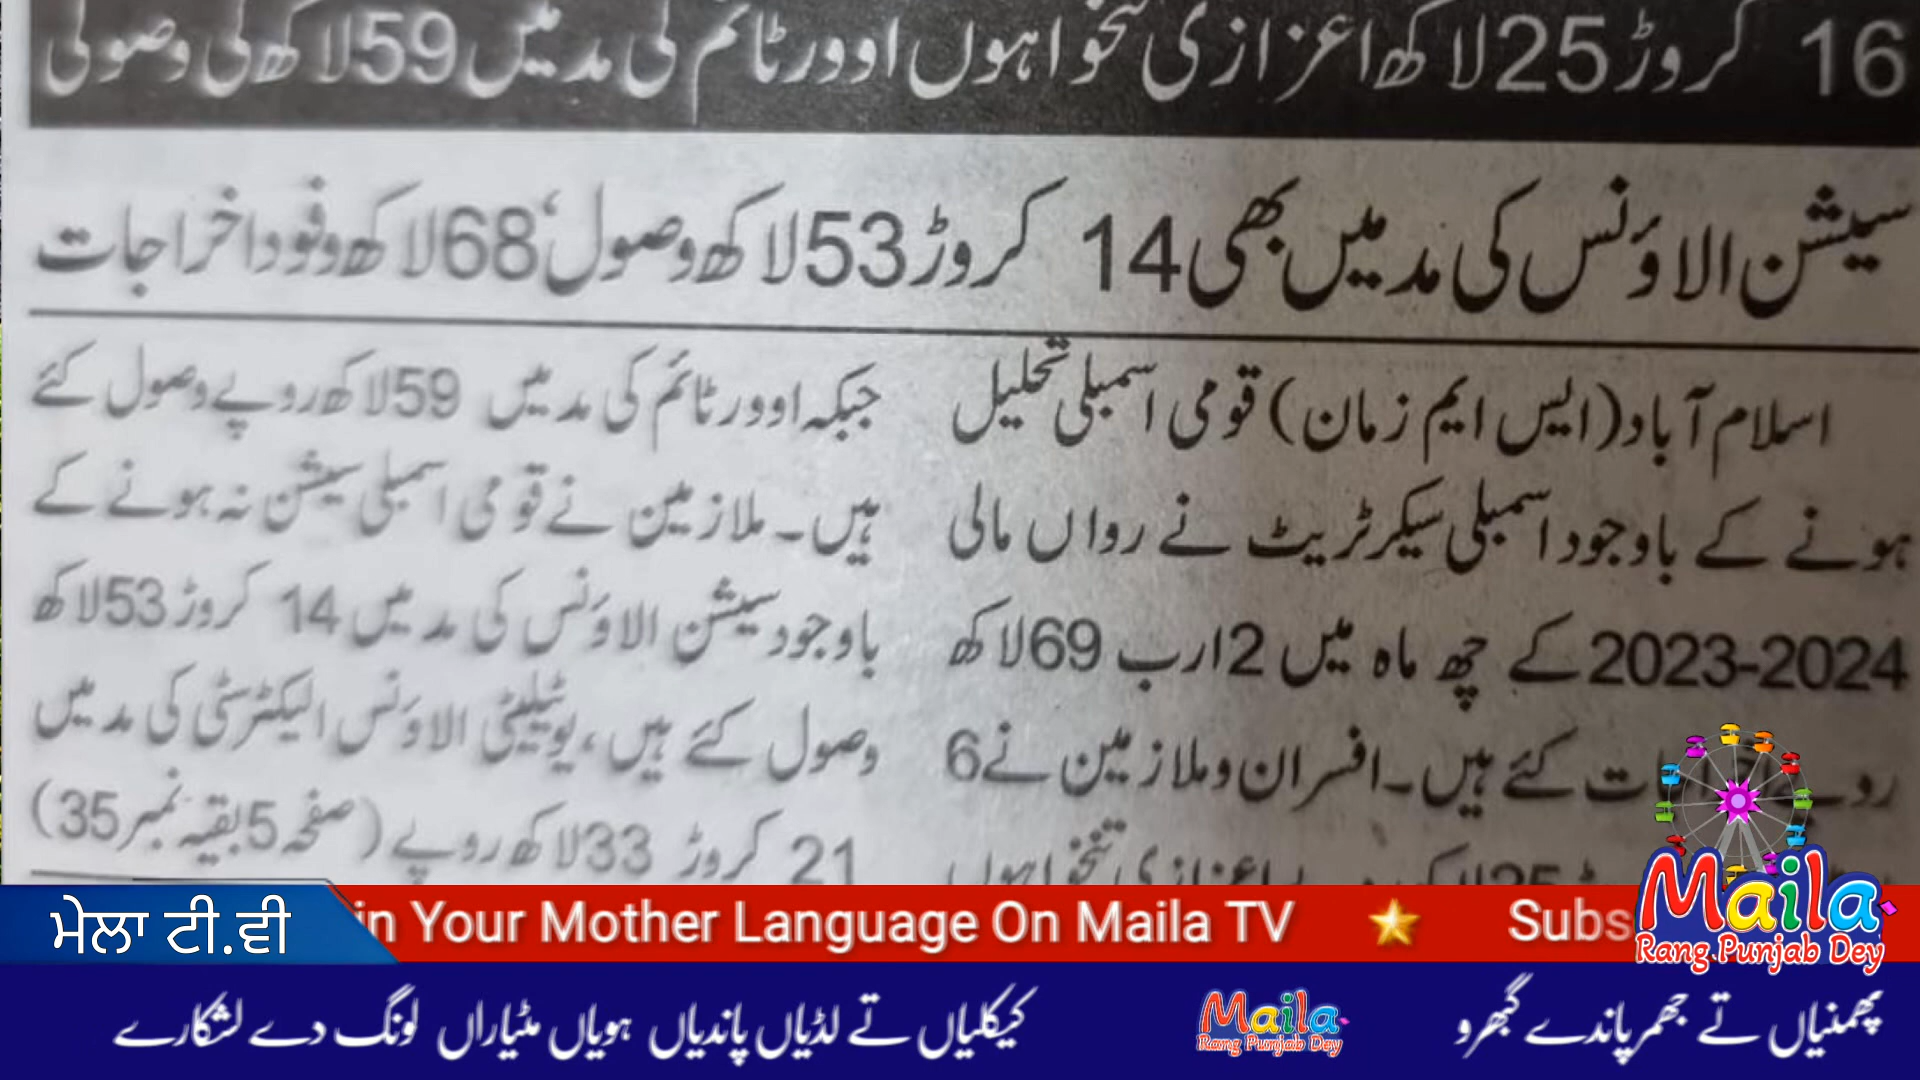 16 کروڑ 25 لاکھ اعزازی تنخواہوں اوورٹائم کی مد میں 59 لاکھ کی وصولی
سیشن الاؤنس کی مد میں بھی 14 کروڑ 53 لاکھ وصول، 68 لاکھ وفود اخراجات
اسلام آباد (ایس ایم زمان) قومی اسمبلی تحلیل
ہونے کے باوجود اسمبلی سیکرٹریٹ نے رواں مالی
2023-2024 کے چھ ماہ میں 2 ارب 69 لاکھ
کئے ہیں۔ افسران و ملازمین نے 6
اعزازی تنخواہوں
جبکہ اوورٹائم کی مد میں 59 لاکھ روپے وصول کئے
ہیں۔ ملازمین نے قومی اسمبلی سیشن نہ ہونے کے
باوجود سیشن الاؤنس کی مد میں 14 کروڑ 53 لاکھ
وصول کئے ہیں، یوٹیلیٹی الاؤنس الیکٹرسٹی کی مد میں
21 کروڑ 33 لاکھ روپے (صفحہ 5 بقیہ نمبر 35)
ਮੇਲਾ ਟੀ.ਵੀ
in Your Mother Language On Maila TV
Subs
Maila
Rang Punjab Dey
پھمنیاں تے جھمر پاندے گبھرو
Maila
Rang Punjab Dey
کیکلیاں تے لڈیاں پاندیاں ہویاں مٹیاراں لونگ دے لشکارے